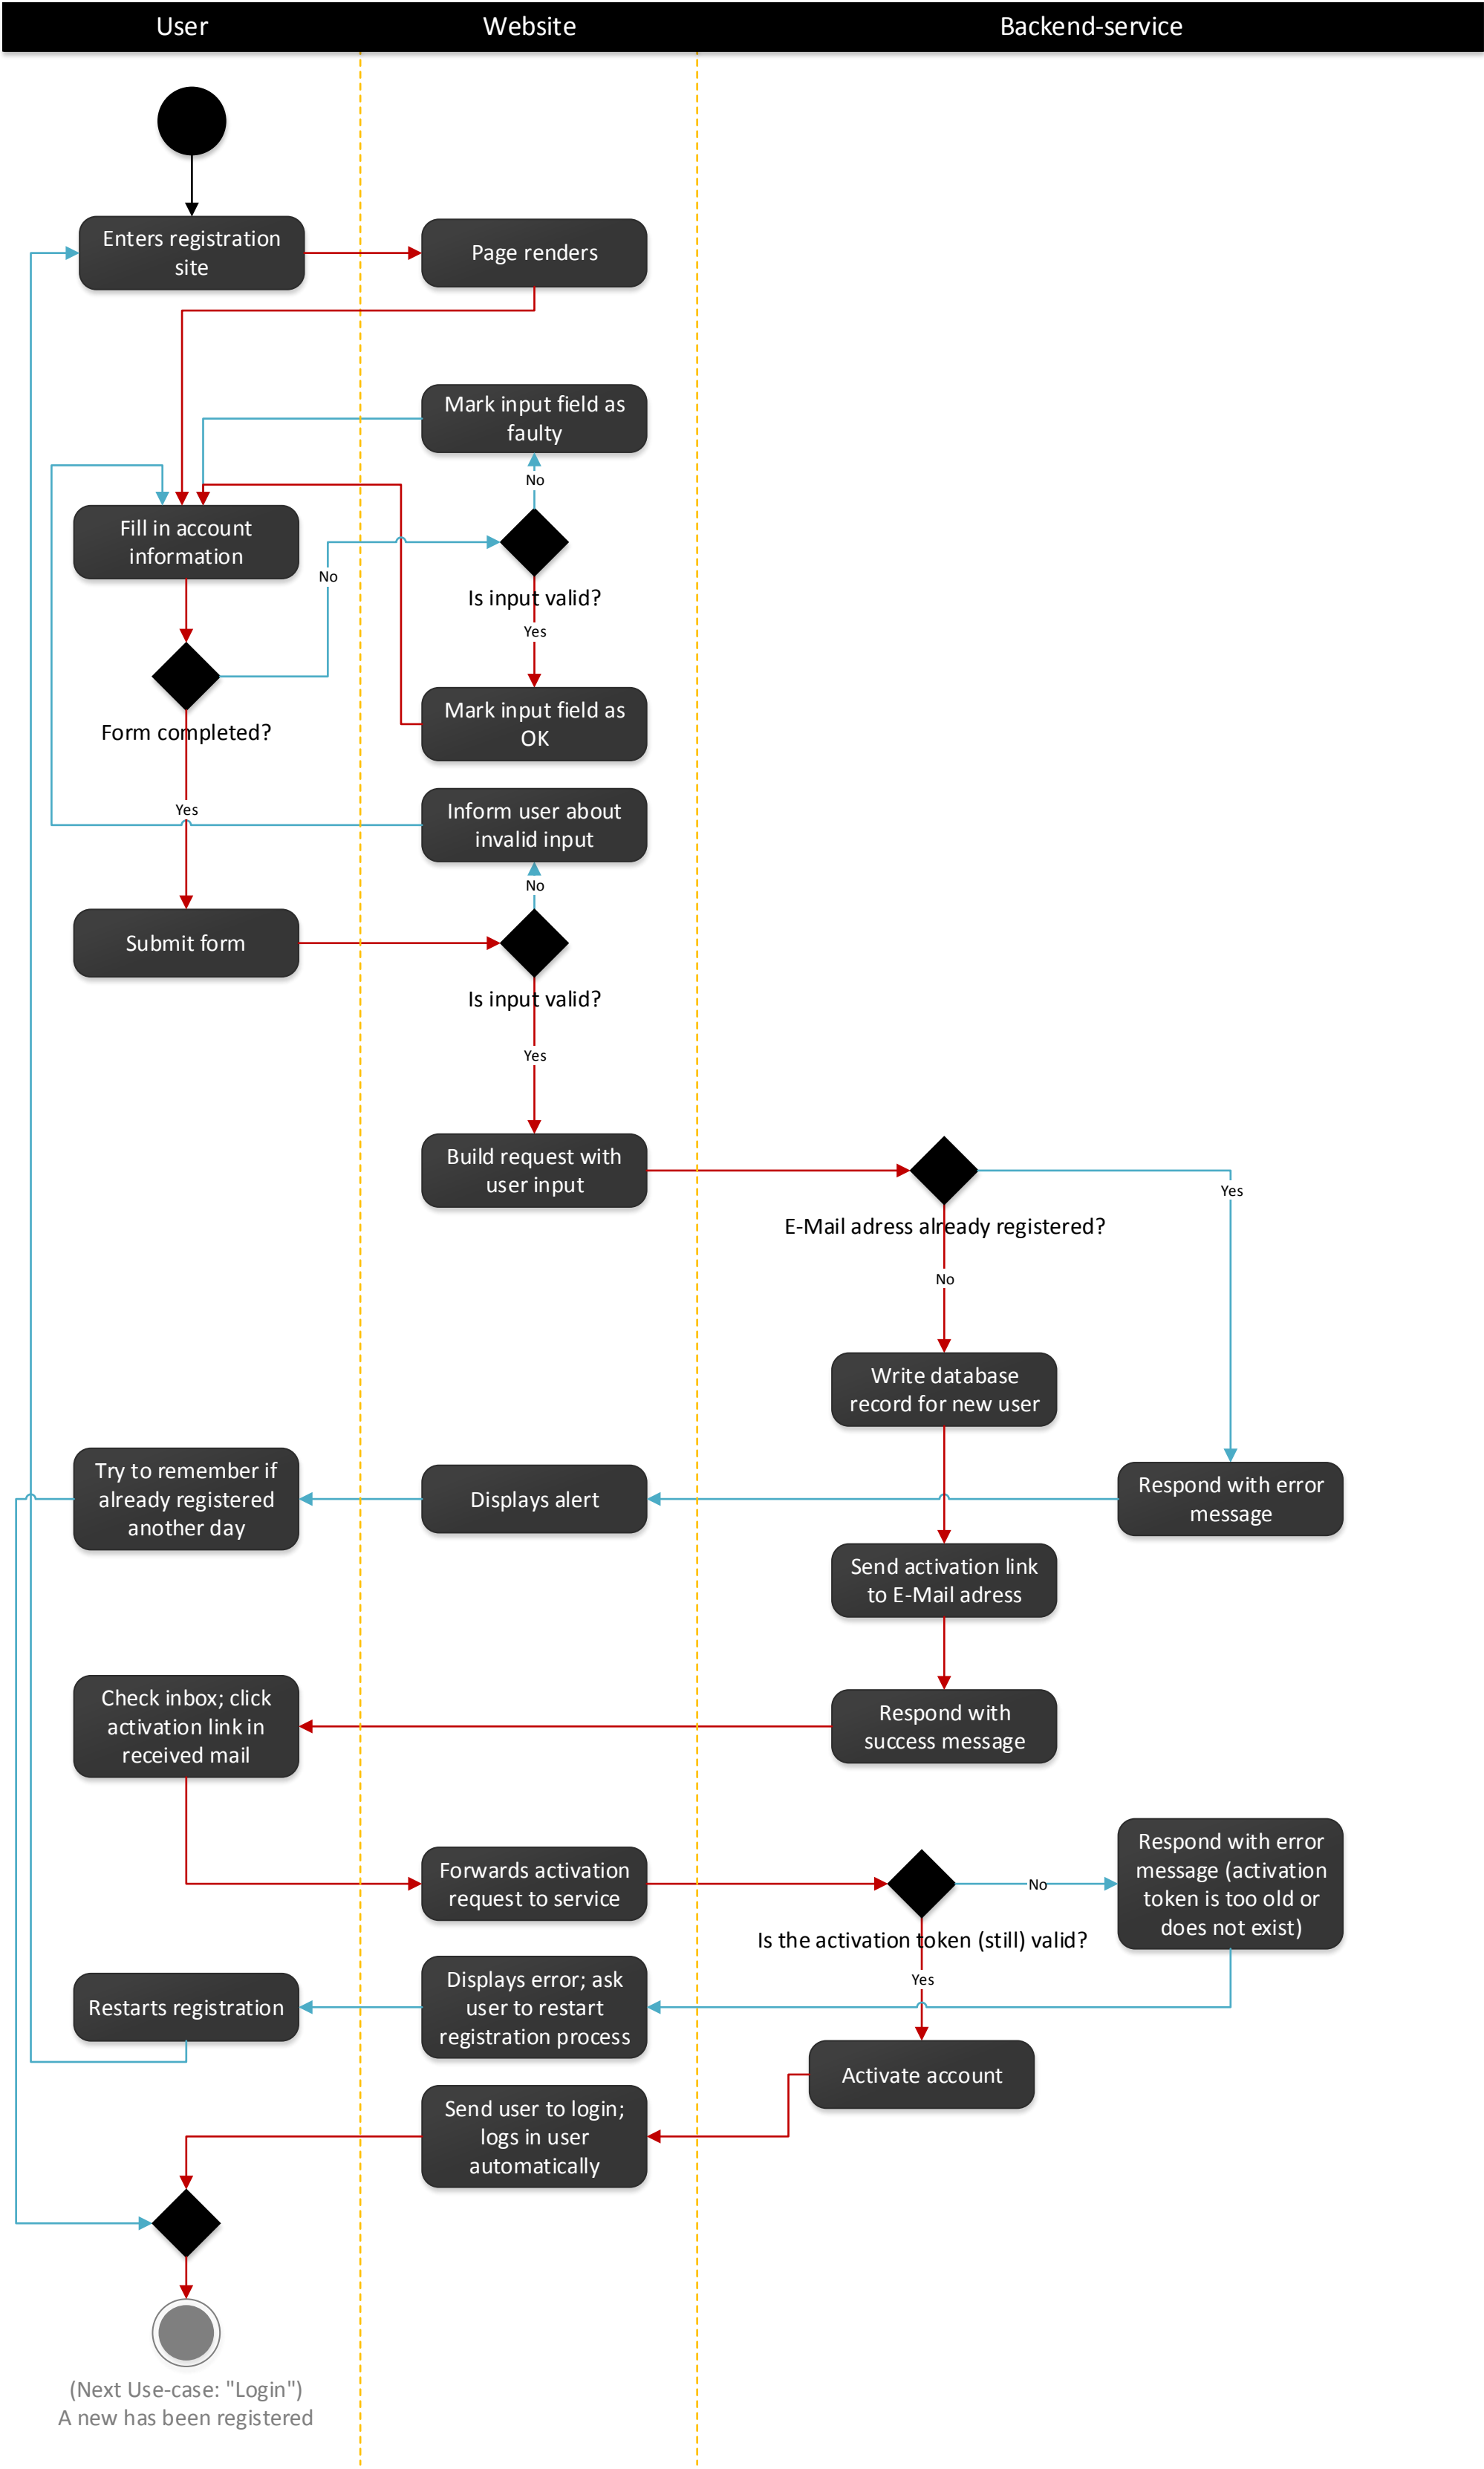 User
Website
Backend-service
Enters registration
site
Page renders
Mark input field as
faulty
No
Fill in account
information
No
Is input valid?
Yes
Mark input field as
OK
Form completed?
Yes
Inform user about
invalid input
No
Submit form
Is input valid?
Yes
Build request with
user input
Yes
E-Mail adress already registered?
No
Write database
record for new user
Try to remember if
already registered
another day
Displays alert
Respond with error
message
Send activation link
to E-Mail adress
Check inbox; click
activation link in
received mail
Respond with
success message
Forwards activation
request to service
No
Respond with error
message (activation
token is too old or
does not exist)
Is the activation token (still) valid?
Yes
Restarts registration
Displays error; ask
user to restart
registration process
Activate account
Send user to login;
logs in user
automatically
(Next Use-case: "Login")
A new has been registered